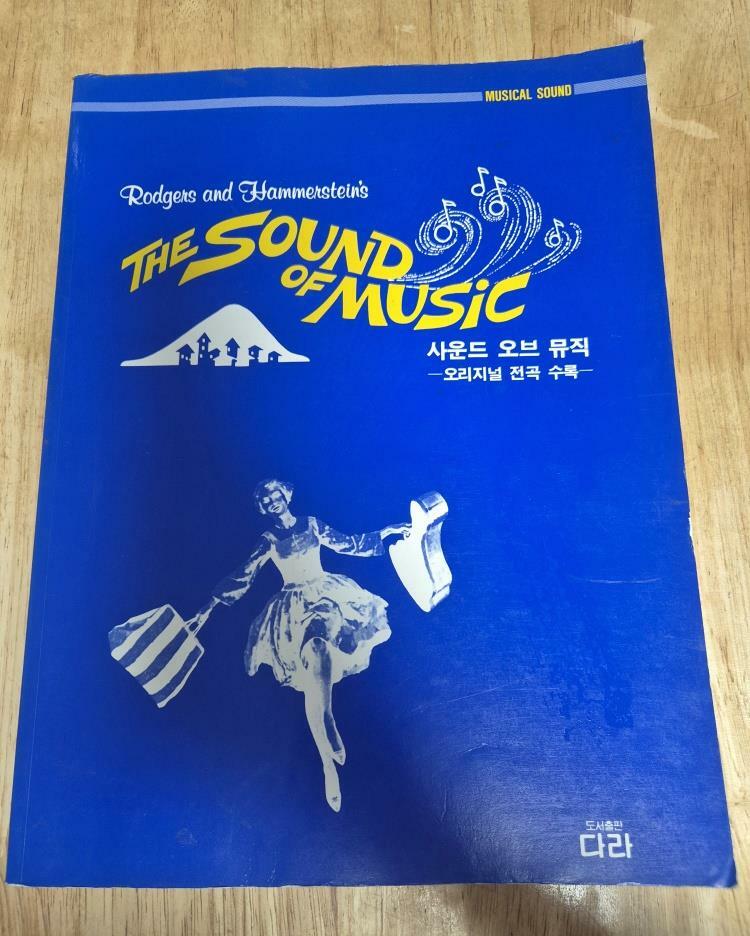 MUSICAL SOUND
Rodgers and Hammerstein's
THE SOUND
OF MUSIC
사운드 오브 뮤직
—오리지널 전곡 수록—
도서출판
다라